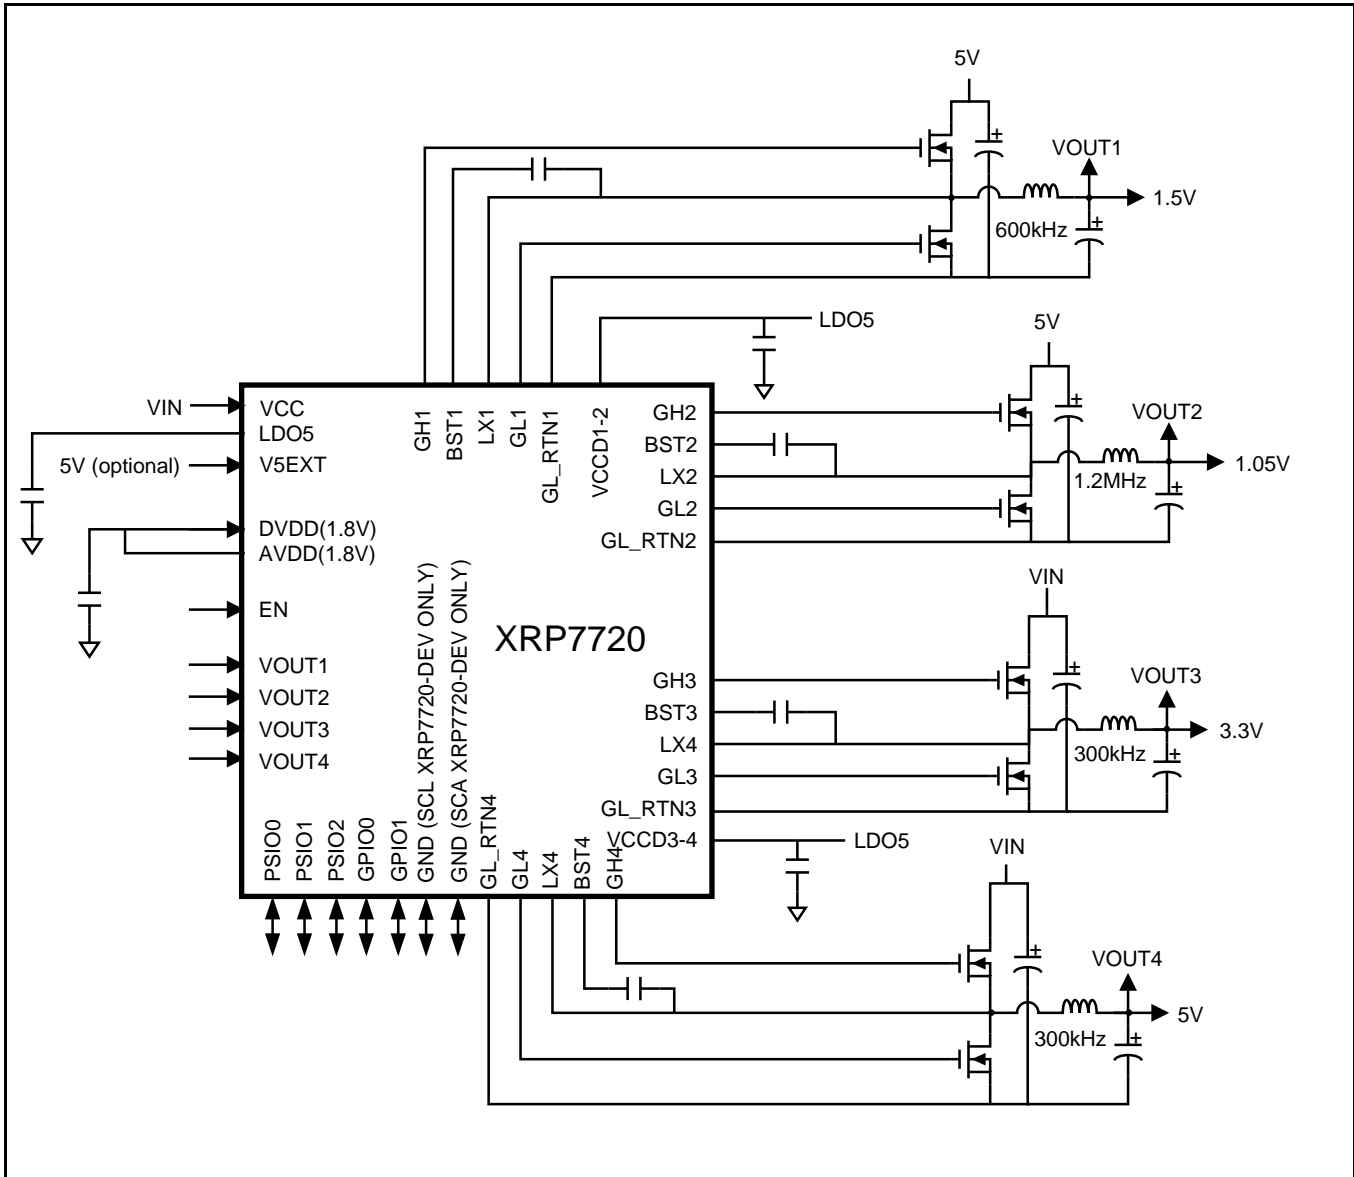 5V
VOUT1
1.5V
600kHz
LDO5
5V
VOUT2
1.05V
1.2MHz
VIN
VCC
LDO5
5V (optional)
V5EXT
DVDD(1.8V)
AVDD(1.8V)
EN
VOUT1
VOUT2
VOUT3
VOUT4
GH1
BST1
LX1
GL1
GL_RTN1
VCCD1-2
GH2
BST2
LX2
GL2
GL_RTN2
XRP7720
VIN
VOUT3
3.3V
300kHz
GH3
BST3
LX4
GL3
GL_RTN3
VCCD3-4
LDO5
PSIO0
PSIO1
PSIO2
GPIO0
GPIO1
GND (SCL XRP7720-DEV ONLY)
GND (SCA XRP7720-DEV ONLY)
GL_RTN4
GL4
LX4
BST4
GH4
VIN
VOUT4
5V
300kHz